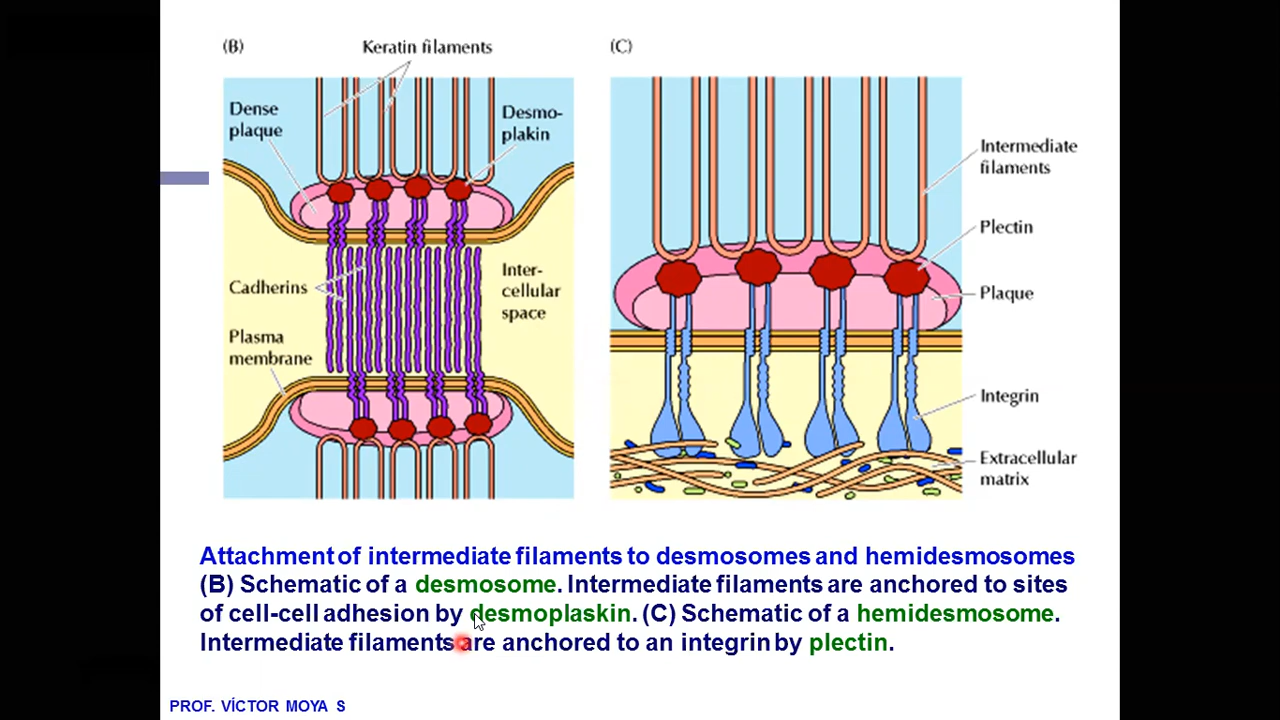 (B)
Keratin filaments
Dense
plaque
Desmo-
plakin
Cadherins
Inter-
cellular
space
Plasma
membrane
(C)
Intermediate
filaments
Plectin
Plaque
Integrin
Extracellular
matrix
Attachment of intermediate filaments to desmosomes and hemidesmosomes
(B) Schematic of a desmosome. Intermediate filaments are anchored to sites
of cell-cell adhesion by desmoplaskin. (C) Schematic of a hemidesmosome.
Intermediate filaments are anchored to an integrin by plectin.
PROF. VÍCTOR MOYA S